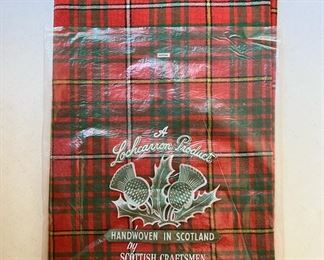 A
Lochcarron Product
HANDWOVEN IN SCOTLAND
by
SCOTTISH CRAFTSMEN